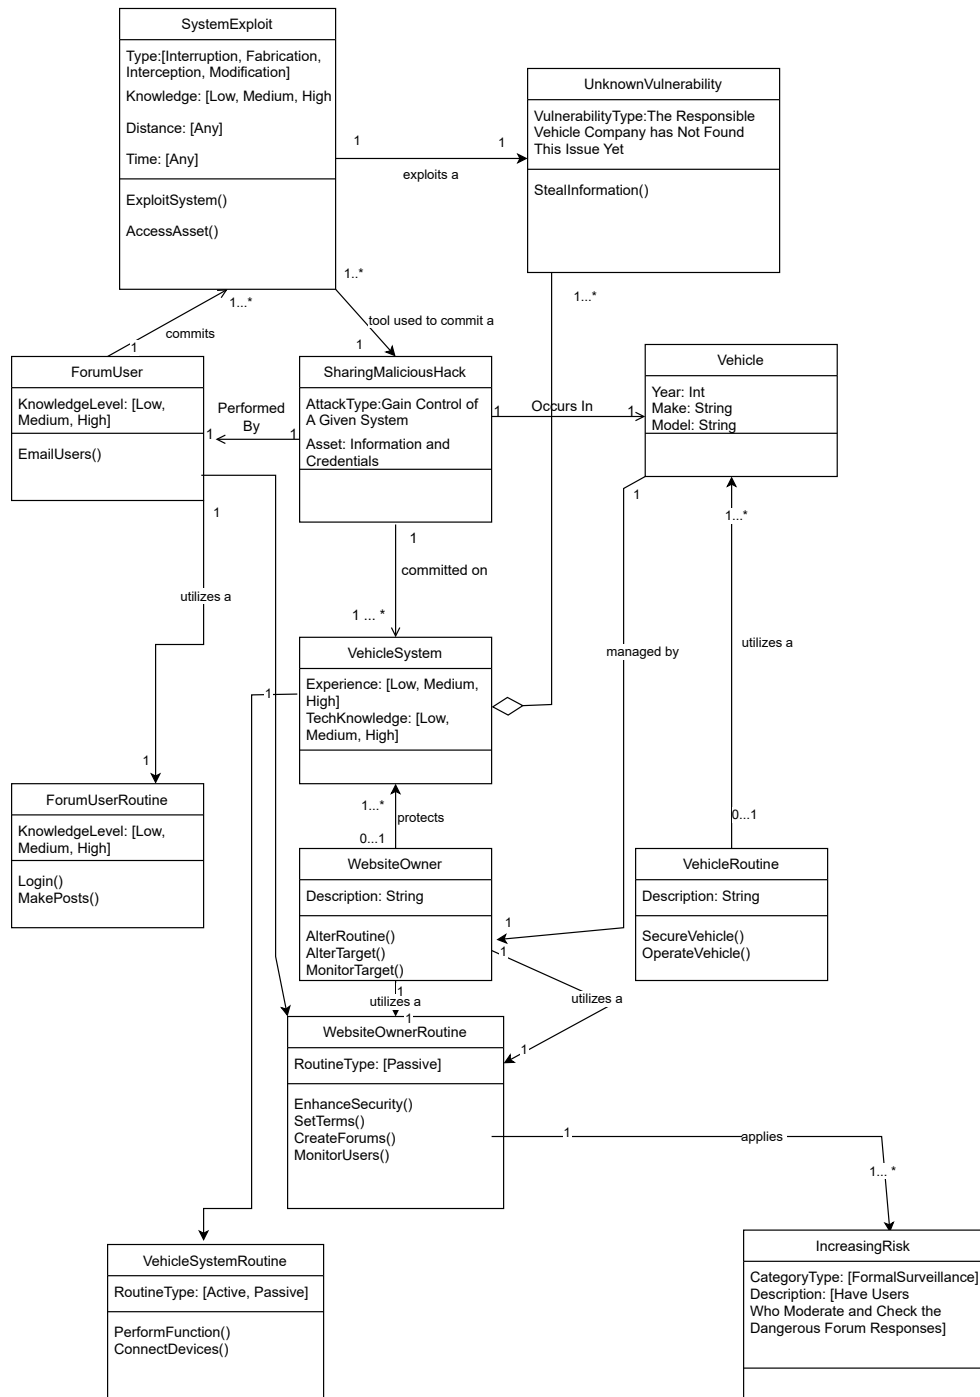 SystemExploit
Type:[Interruption, Fabrication,
Interception, Modification]
Knowledge: [Low, Medium, High
Distance: [Any]
Time: [Any]
ExploitSystem()
AccessAsset()
UnknownVulnerability
VulnerabilityType:The Responsible
Vehicle Company has Not Found
This Issue Yet
StealInformation()
1
1
exploits a
1..*
1...*
1...*
tool used to commit a
commits
1
1
ForumUser
KnowledgeLevel: [Low,
Medium, High]
EmailUsers()
Performed
By
1
1
SharingMaliciousHack
AttackType:Gain Control of
A Given System
Asset: Information and
Credentials
1
Occurs In
1
Vehicle
Year: Int
Make: String
Model: String
1
1
1
1...*
committed on
utilizes a
1 ... *
managed by
utilizes a
VehicleSystem
Experience: [Low, Medium,
High]
TechKnowledge: [Low,
Medium, High]
1
1
ForumUserRoutine
KnowledgeLevel: [Low,
Medium, High]
Login()
MakePosts()
1...*
protects
0...1
0...1
WebsiteOwner
Description: String
AlterRoutine()
AlterTarget()
MonitorTarget()
1
1
VehicleRoutine
Description: String
SecureVehicle()
OperateVehicle()
1
utilizes a
1
utilizes a
1
WebsiteOwnerRoutine
RoutineType: [Passive]
EnhanceSecurity()
SetTerms()
CreateForums()
MonitorUsers()
1
applies
1... *
VehicleSystemRoutine
RoutineType: [Active, Passive]
PerformFunction()
ConnectDevices()
IncreasingRisk
CategoryType: [FormalSurveillance]
Description: [Have Users
Who Moderate and Check the
Dangerous Forum Responses]